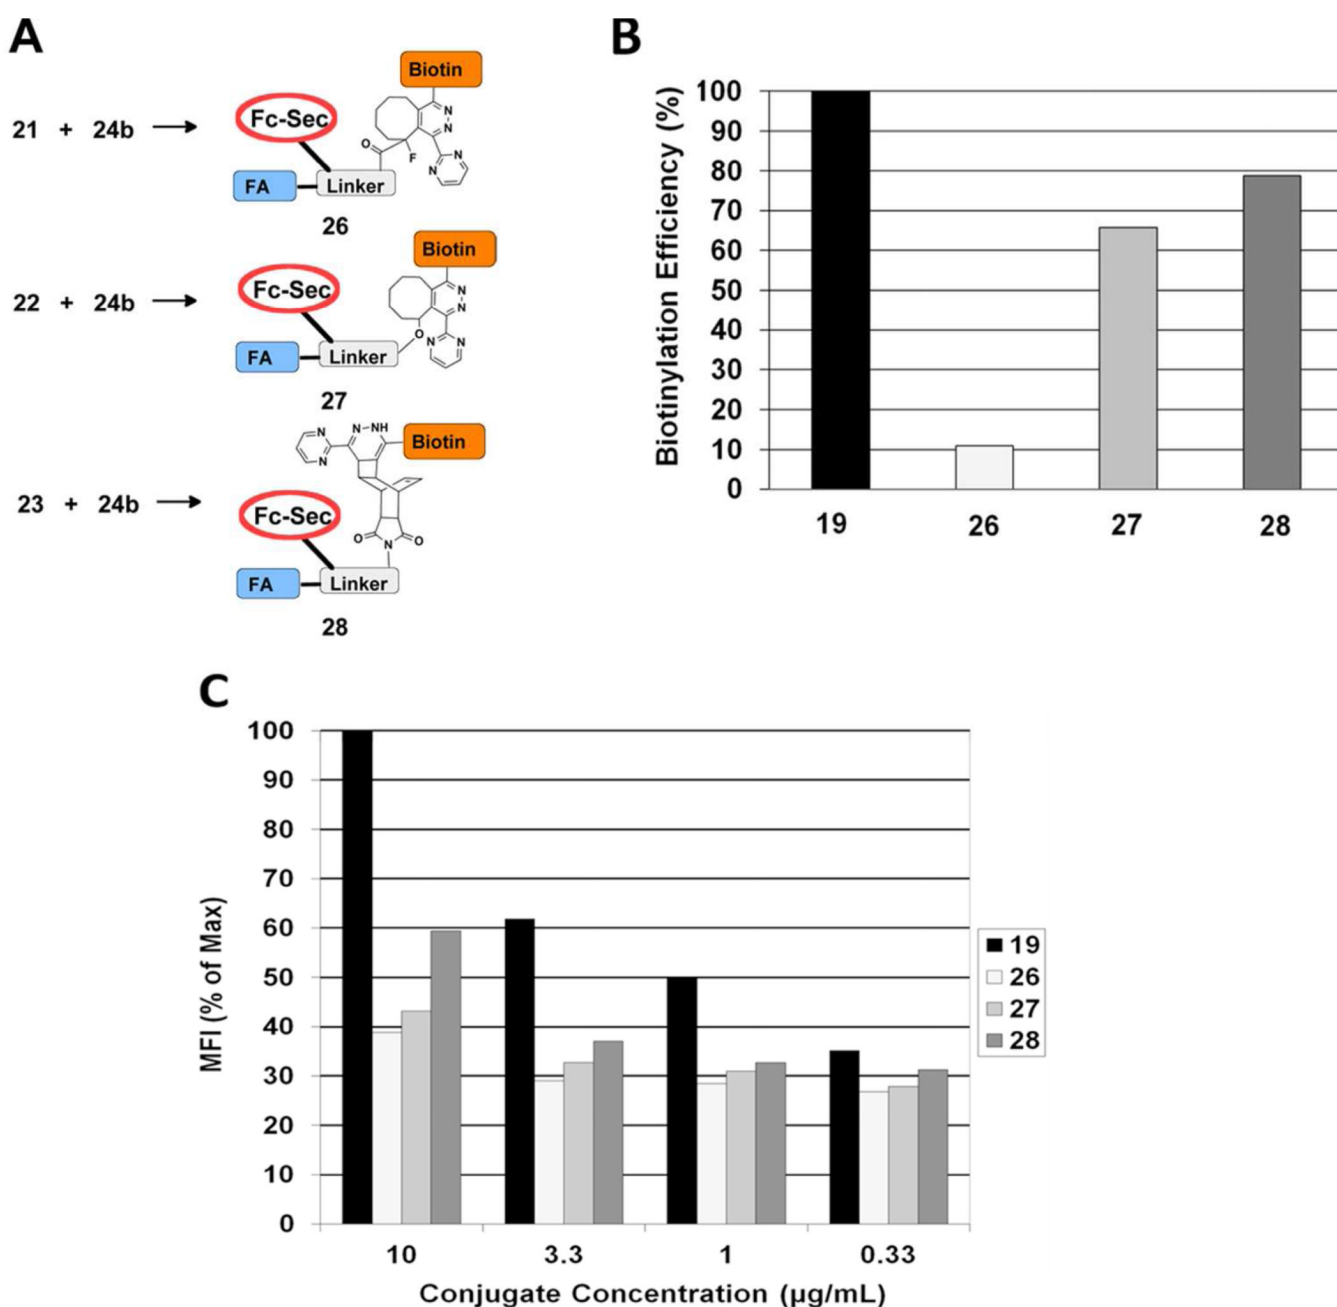 A
21 + 24b
Biotin
N
N
Fc-Sec
O
F
N
N
FA
Linker
26
22 + 24b
Biotin
N
N
Fc-Sec
O
N
N
FA
Linker
27
23 + 24b
N
N
N
NH
Biotin
Fc-Sec
O
N
O
FA
Linker
28
B
Biotinylation Efficiency (%)
100
90
80
70
60
50
40
30
20
10
0
19 26 27 28
C
MFI (% of Max)
100
90
80
70
60
50
40
30
20
10
0
10 3.3 1 0.33
Conjugate Concentration (µg/mL)
19
26
27
28